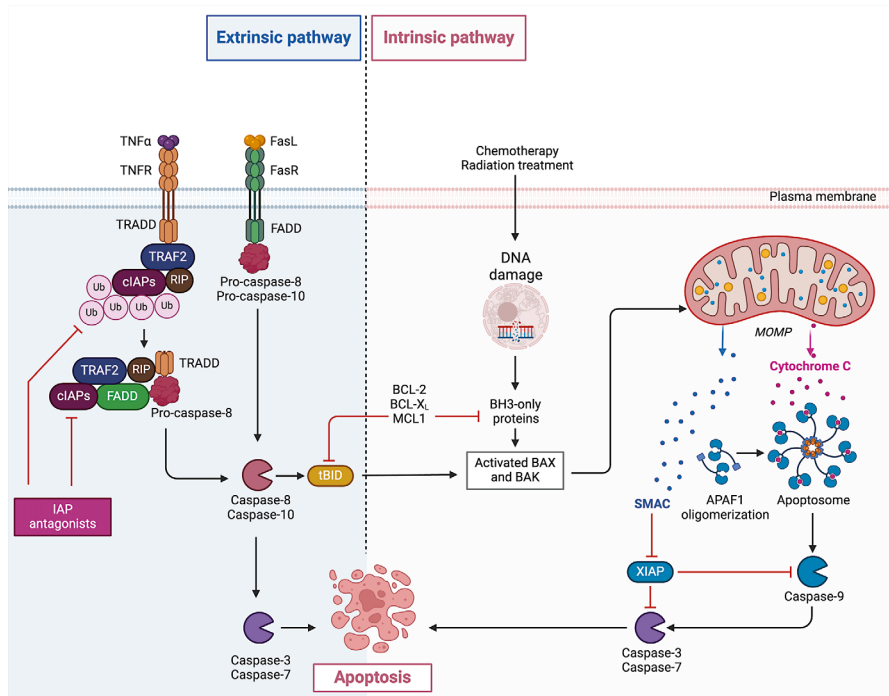 Extrinsic pathway
Intrinsic pathway
TNFα
TNFR
FasL
FasR
Chemotherapy
Radiation treatment
Plasma membrane
TRADD
FADD
TRAF2
cIAPs
RIP
Ub
Ub
Ub
Ub
Ub
Pro-caspase-8
Pro-caspase-10
DNA
damage
MOMP
Cytochrome C
TRAF2
RIP
TRADD
cIAPs
FADD
Pro-caspase-8
BCL-2
BCL-XL
MCL1
BH3-only
proteins
Activated BAX
and BAK
tBID
Caspase-8
Caspase-10
IAP
antagonists
SMAC
APAF1
oligomerization
Apoptosome
XIAP
Caspase-9
Caspase-3
Caspase-7
Apoptosis
Caspase-3
Caspase-7